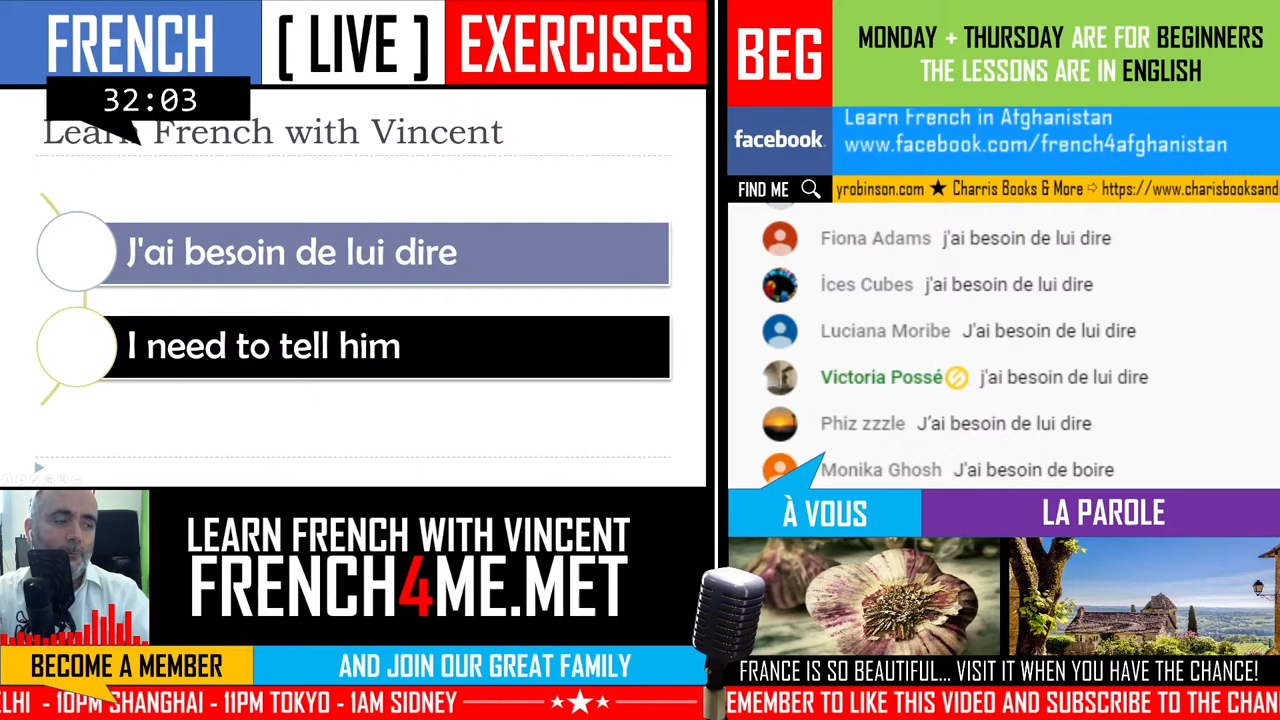 FRENCH [ LIVE ] EXERCISES
32:03
Learn French with Vincent
J'ai besoin de lui dire
I need to tell him
LEARN FRENCH WITH VINCENT
FRENCH4ME.MET
BECOME A MEMBER
AND JOIN OUR GREAT FAMILY
- 10PM SHANGHAI - 11PM TOKYO - 1AM SIDNEY
BEG
MONDAY + THURSDAY ARE FOR BEGINNERS
THE LESSONS ARE IN ENGLISH
facebook
Learn French in Afghanistan
www.facebook.com/french4afghanistan
FIND ME
yrobinson.com ★ Charris Books & More ⇨ https://www.charisbooksand
Fiona Adams j'ai besoin de lui dire
İces Cubes j'ai besoin de lui dire
Luciana Moribe J'ai besoin de lui dire
Victoria Possé j'ai besoin de lui dire
Phiz zzzle J'ai besoin de lui dire
Monika Ghosh J'ai besoin de boire
À VOUS LA PAROLE
FRANCE IS SO BEAUTIFUL... VISIT IT WHEN YOU HAVE THE CHANCE!
EMEMBER TO LIKE THIS VIDEO AND SUBSCRIBE TO THE CHAN